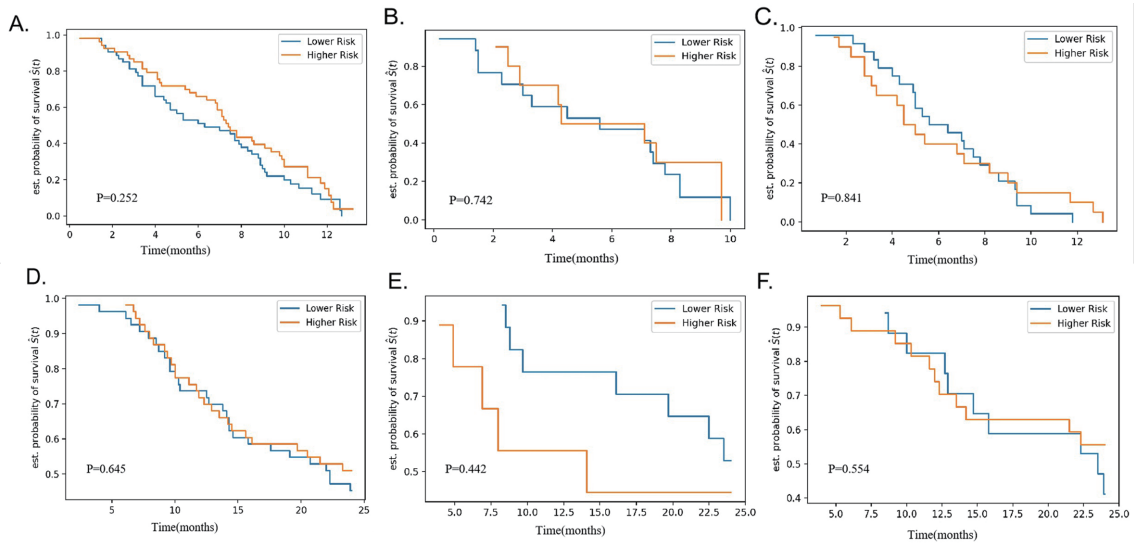 A.
est. probability of survival Ŝ(t)
1.0
0.8
0.6
0.4
0.2
0.0
Lower Risk
Higher Risk
P=0.252
0 2 4 6 8 10 12
Time(months)
B.
est. probability of survival Ŝ(t)
0.8
0.6
0.4
0.2
0.0
Lower Risk
Higher Risk
P=0.742
0 2 4 6 8 10
Time(months)
C.
est. probability of survival Ŝ(t)
1.0
0.8
0.6
0.4
0.2
0.0
Lower Risk
Higher Risk
P=0.841
2 4 6 8 10 12
Time(months)
D.
est. probability of survival Ŝ(t)
1.0
0.9
0.8
0.7
0.6
0.5
Lower Risk
Higher Risk
P=0.645
5 10 15 20 25
Time(months)
E.
est. probability of survival Ŝ(t)
0.9
0.8
0.7
0.6
0.5
Lower Risk
Higher Risk
P=0.442
5.0 7.5 10.0 12.5 15.0 17.5 20.0 22.5 25.0
Time(months)
F.
est. probability of survival Ŝ(t)
0.9
0.8
0.7
0.6
0.5
0.4
Lower Risk
Higher Risk
P=0.554
5.0 7.5 10.0 12.5 15.0 17.5 20.0 22.5 25.0
Time(months)